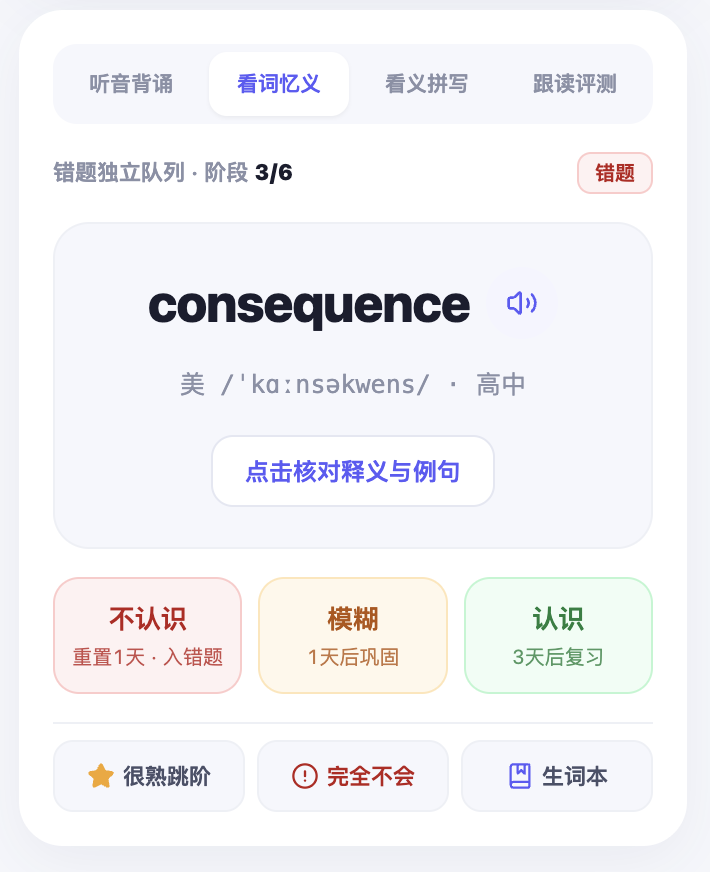 听音背诵 看词忆义 看义拼写 跟读评测
错题独立队列 · 阶段 3/6 错题
consequence
美 /ˈkɑːnsəkwens/ · 高中
点击核对释义与例句
不认识 模糊 认识
重置1天 · 入错题 1天后巩固 3天后复习
很熟跳阶 完全不会 生词本